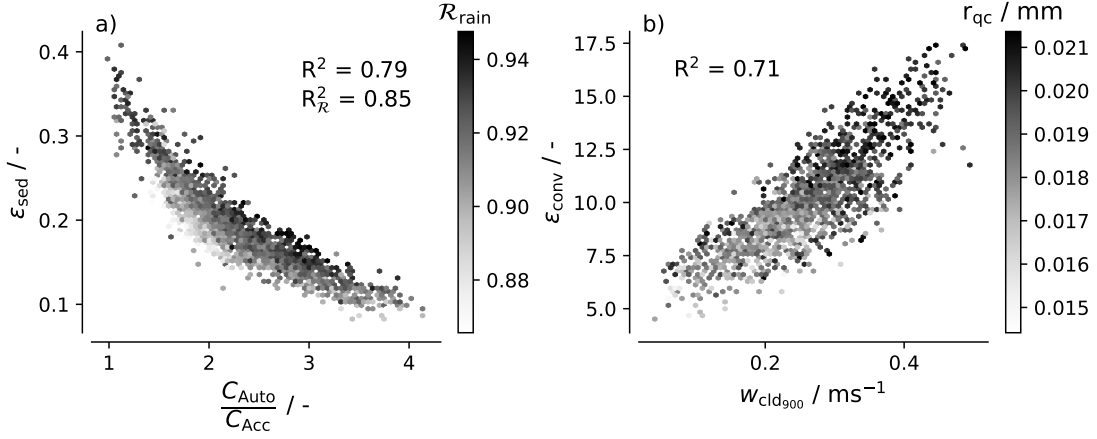 a)
R² = 0.79
R²_ℛ = 0.85
ε_sed / -
0.4
0.3
0.2
0.1
1 2 3 4
C_Auto
C_Acc / -
ℛ_rain
0.94
0.92
0.90
0.88
b)
R² = 0.71
ε_conv / -
17.5
15.0
12.5
10.0
7.5
5.0
0.2 0.4
w_cld₉₀₀ / ms⁻¹
r_qc / mm
0.021
0.020
0.019
0.018
0.017
0.016
0.015